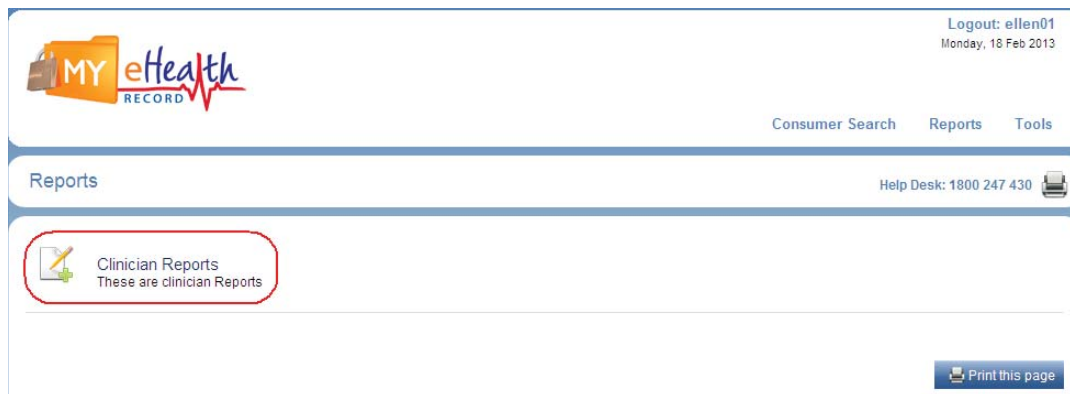 Logout: ellen01
Monday, 18 Feb 2013
MY eHealth
RECORD
Consumer Search Reports Tools
Reports
Help Desk: 1800 247 430
Clinician Reports
These are clinician Reports
Print this page